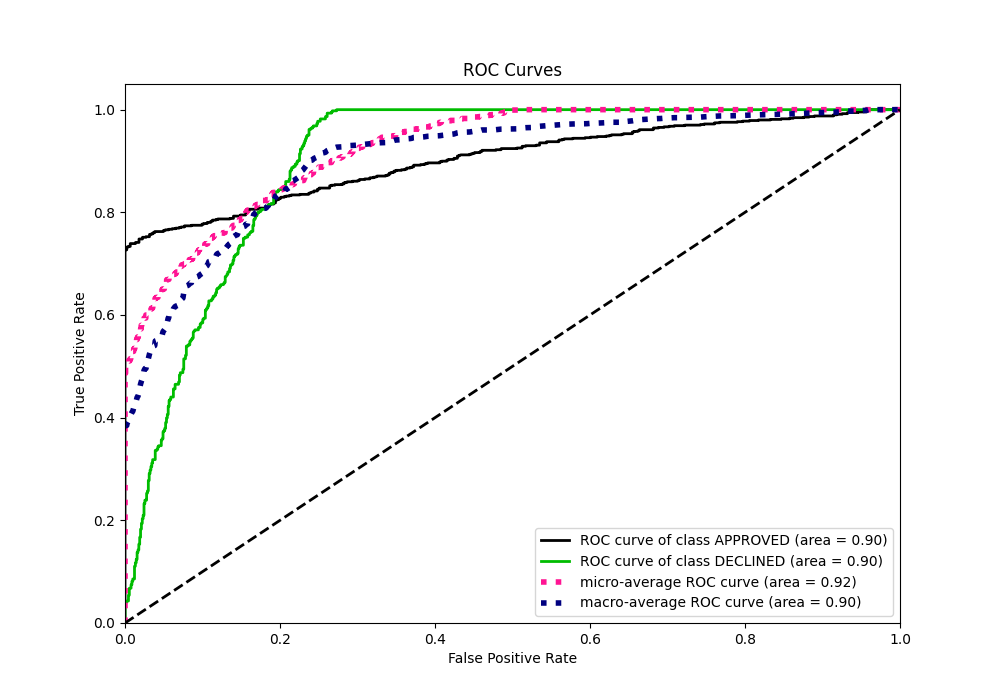 ROC Curves
True Positive Rate
1.0
0.8
0.6
0.4
0.2
0.0
0.0 0.2 0.4 0.6 0.8 1.0
False Positive Rate
ROC curve of class APPROVED (area = 0.90)
ROC curve of class DECLINED (area = 0.90)
micro-average ROC curve (area = 0.92)
macro-average ROC curve (area = 0.90)